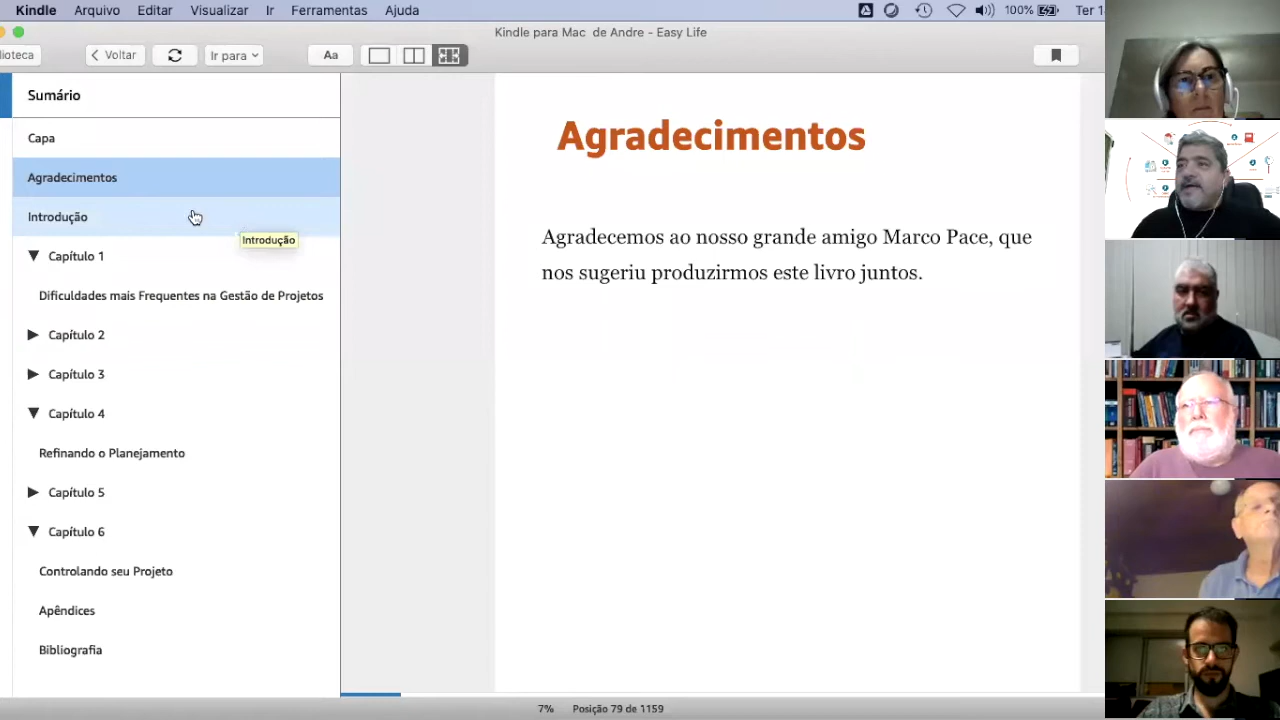 Kindle Arquivo Editar Visualizar Ir Ferramentas Ajuda 100% Ter 1
Kindle para Mac de Andre - Easy Life
lioteca Voltar Ir para Aa
Sumário
Capa
Agradecimentos
Introdução
Introdução
Capítulo 1
Dificuldades mais Frequentes na Gestão de Projetos
Capítulo 2
Capítulo 3
Capítulo 4
Refinando o Planejamento
Capítulo 5
Capítulo 6
Controlando seu Projeto
Apêndices
Bibliografia
Agradecimentos
Agradecemos ao nosso grande amigo Marco Pace, que
nos sugeriu produzirmos este livro juntos.
7% Posição 79 de 1159